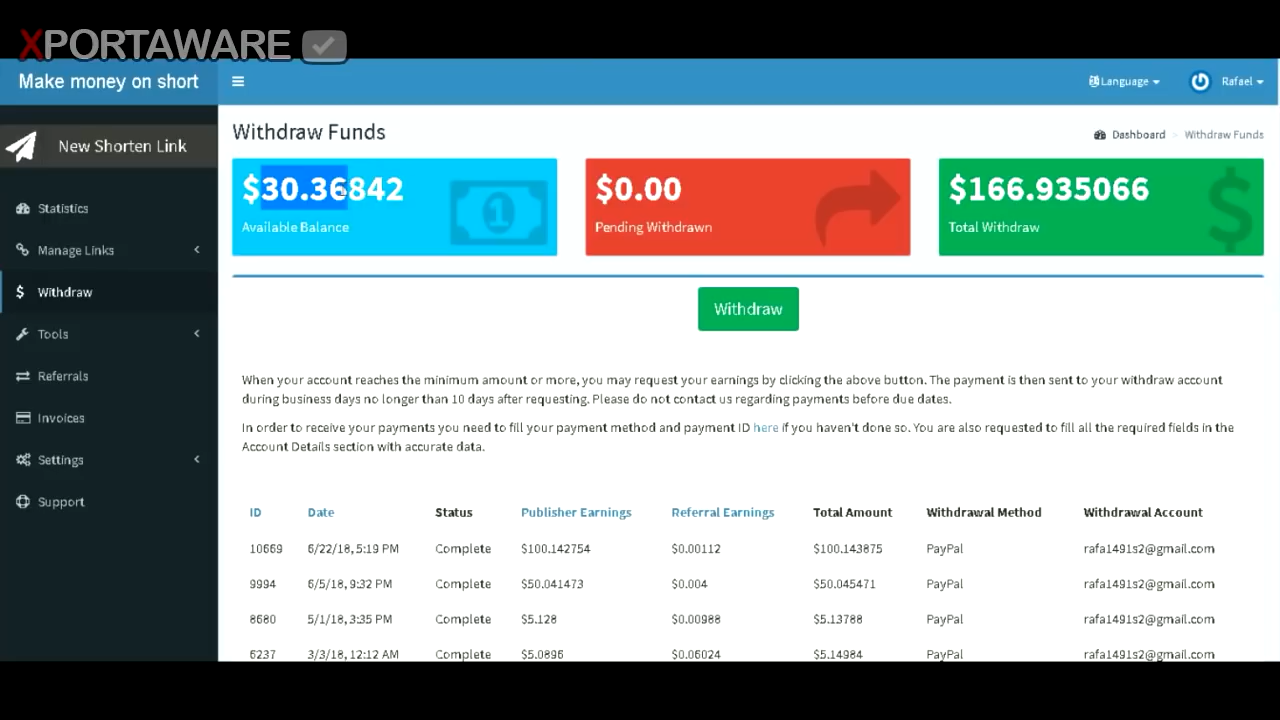 XPORTAWARE
Make money on short
Language
Rafael
New Shorten Link
Statistics
Manage Links
Withdraw
Tools
Referrals
Invoices
Settings
Support
Withdraw Funds
Dashboard > Withdraw Funds
$30.36842
Available Balance
$0.00
Pending Withdrawn
$166.935066
Total Withdraw
Withdraw
When your account reaches the minimum amount or more, you may request your earnings by clicking the above button. The payment is then sent to your withdraw account
during business days no longer than 10 days after requesting. Please do not contact us regarding payments before due dates.
In order to receive your payments you need to fill your payment method and payment ID here if you haven't done so. You are also requested to fill all the required fields in the
Account Details section with accurate data.
ID Date Status Publisher Earnings Referral Earnings Total Amount Withdrawal Method Withdrawal Account
10669 6/22/18, 5:19 PM Complete $100.142754 $0.00112 $100.143875 PayPal rafa1491s2@gmail.com
9994 6/5/18, 9:32 PM Complete $50.041473 $0.004 $50.045471 PayPal rafa1491s2@gmail.com
8680 5/1/18, 3:35 PM Complete $5.128 $0.00988 $5.13788 PayPal rafa1491s2@gmail.com
6237 3/3/18, 12:12 AM Complete $5.0896 $0.06024 $5.14984 PayPal rafa1491s2@gmail.com